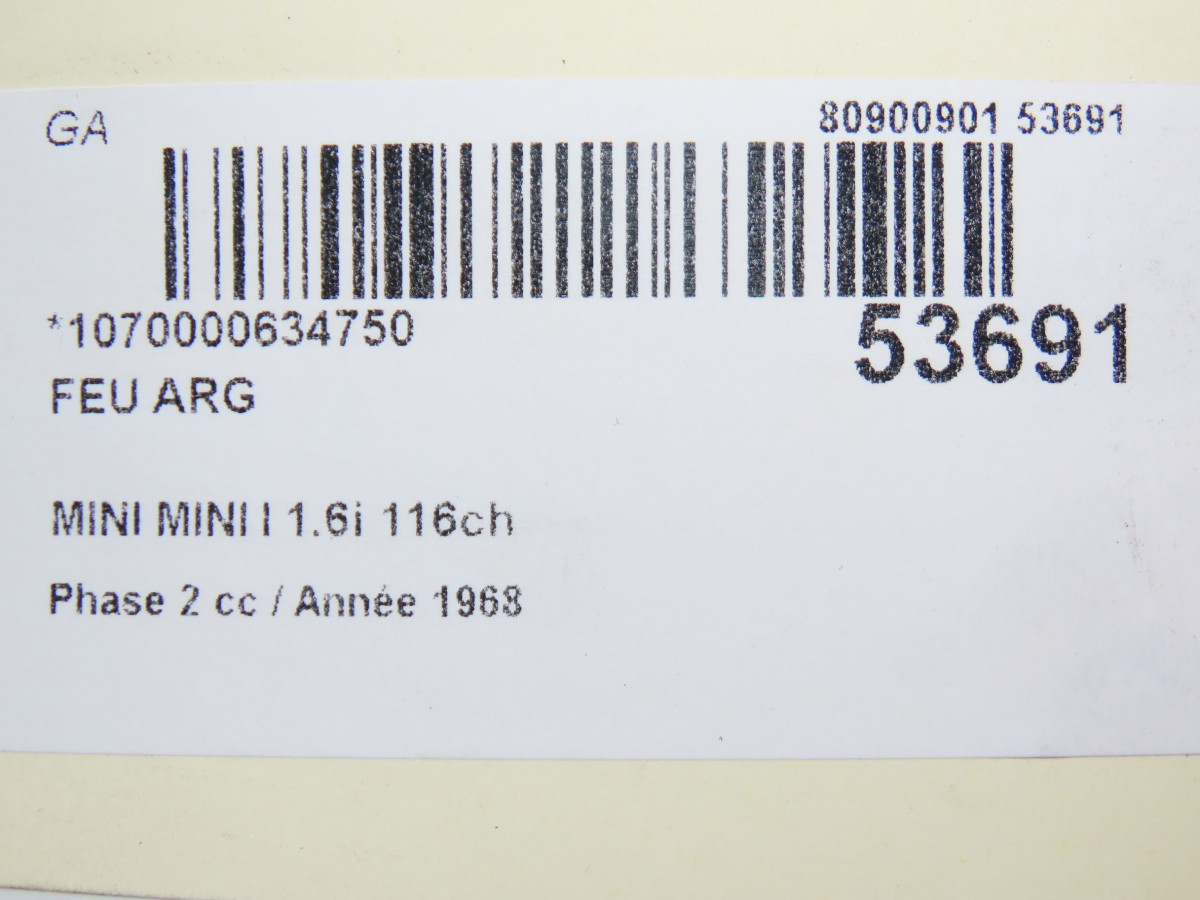 GA
80900901 53691
*1070000634750
53691
FEU ARG
MINI MINI I 1.6i 116ch
Phase 2 cc / Année 1968